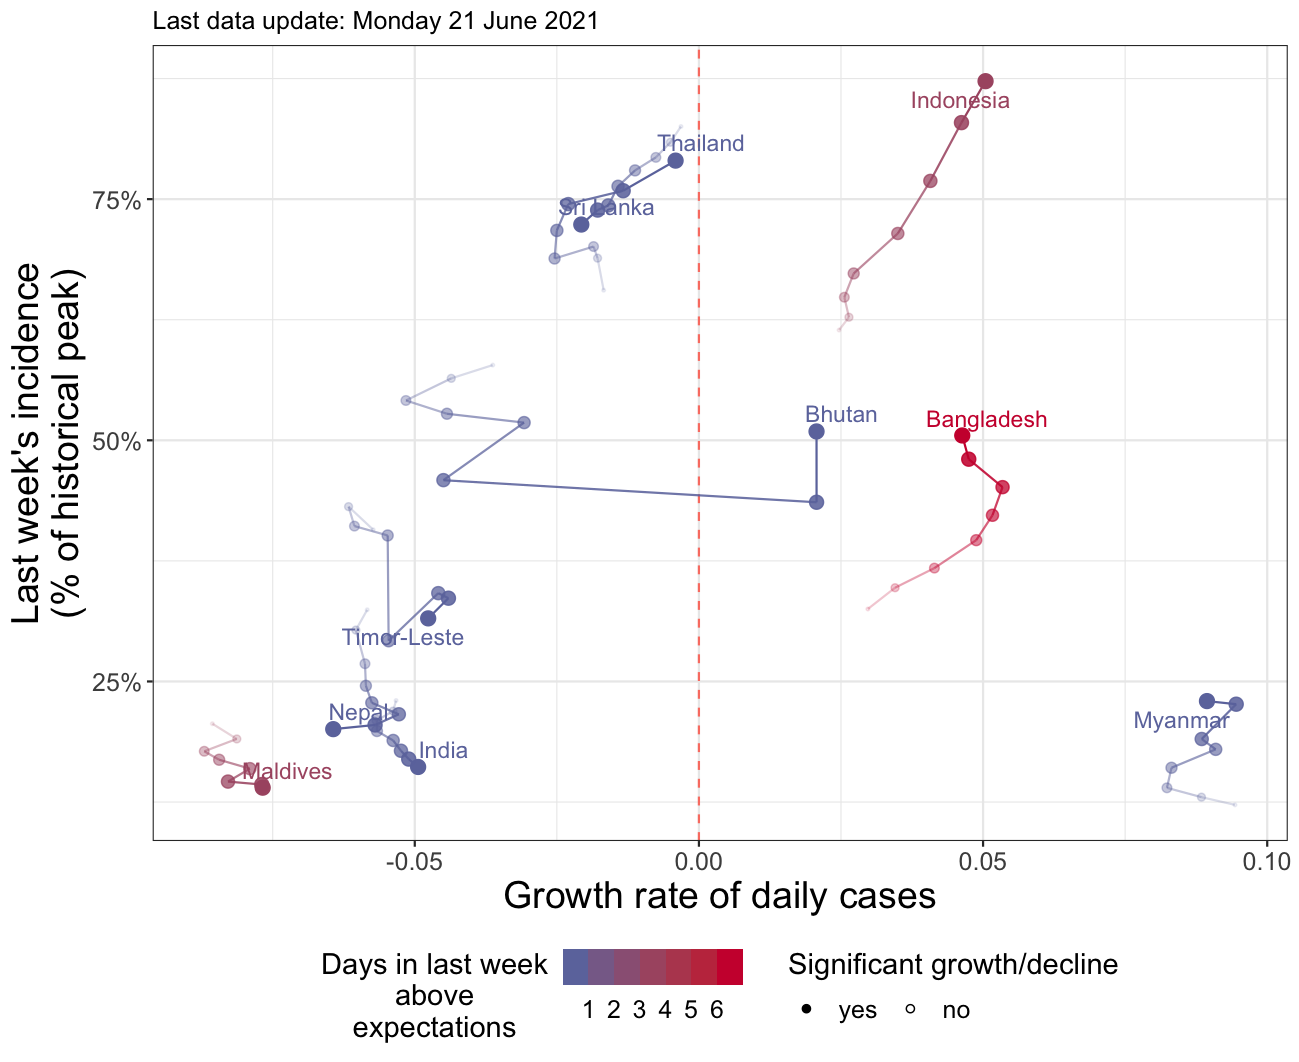 Last data update: Monday 21 June 2021
Last week's incidence
(% of historical peak)
75%
50%
25%
Indonesia
Thailand
Sri Lanka
Bhutan
Bangladesh
Timor-Leste
Nepal
Myanmar
India
Maldives
-0.05
0.00
0.05
0.10
Growth rate of daily cases
Days in last week
above
expectations
1 2 3 4 5 6
Significant growth/decline
yes
no